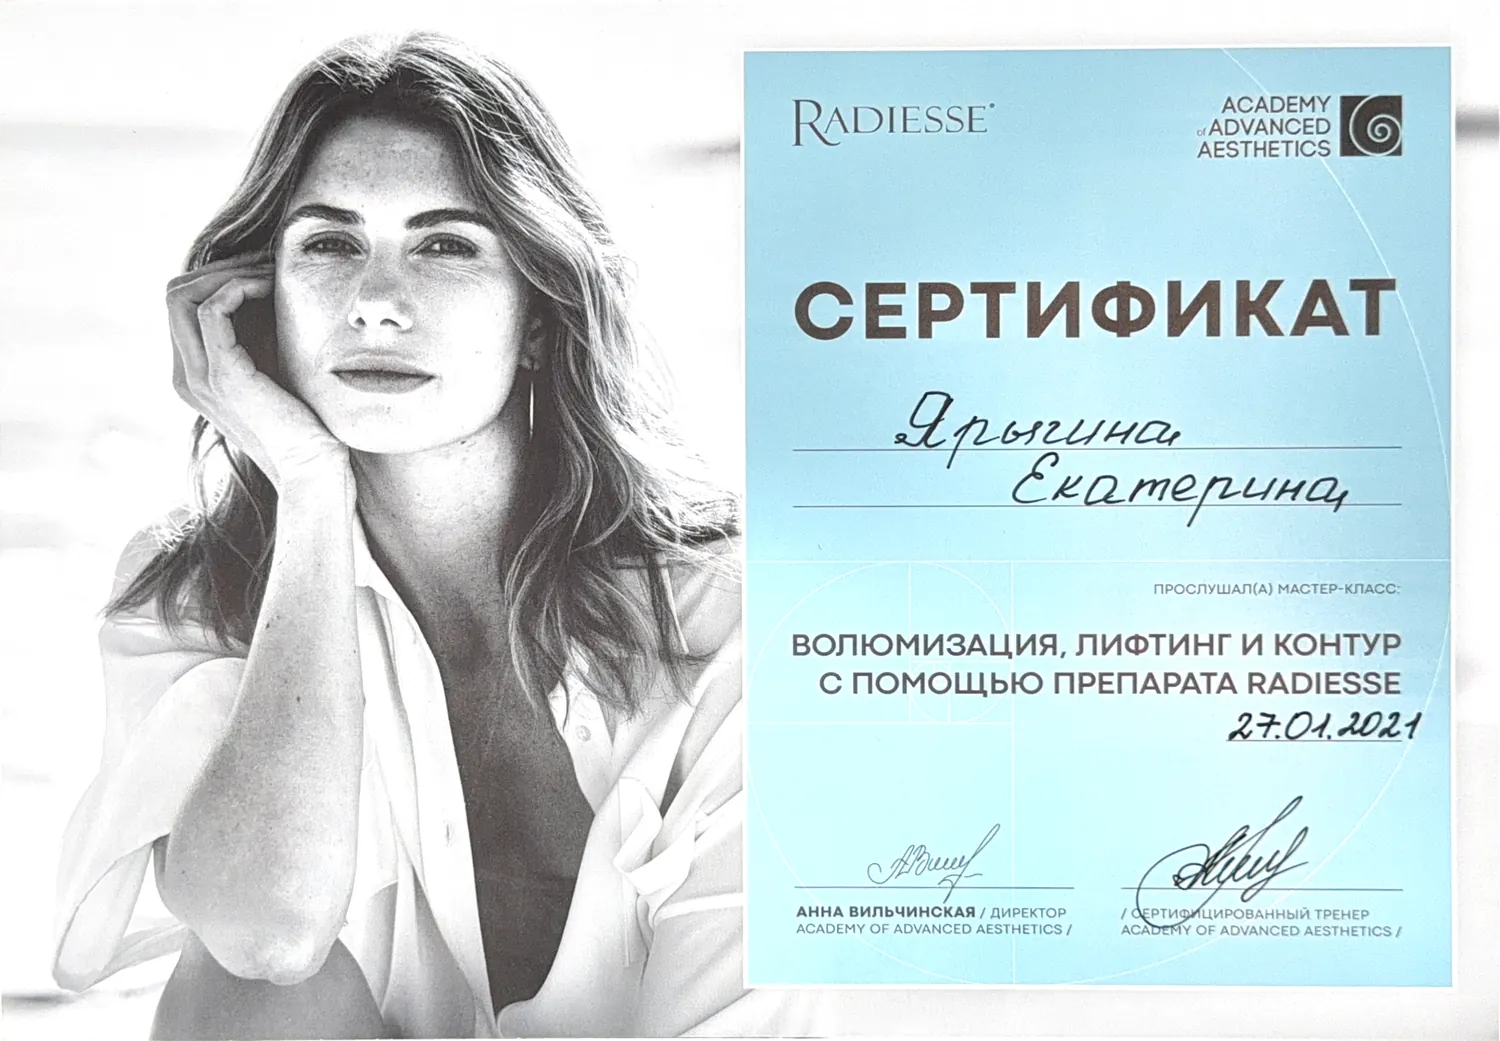 RADIESSE®
ACADEMY
of ADVANCED
AESTHETICS
СЕРТИФИКАТ
Ярыгина
Екатерина
ПРОСЛУШАЛ(А) МАСТЕР-КЛАСС:
ВОЛЮМИЗАЦИЯ, ЛИФТИНГ И КОНТУР
С ПОМОЩЬЮ ПРЕПАРАТА RADIESSE
27.01.2021
АННА ВИЛЬЧИНСКАЯ / ДИРЕКТОР
ACADEMY OF ADVANCED AESTHETICS /
/ СЕРТИФИЦИРОВАННЫЙ ТРЕНЕР
ACADEMY OF ADVANCED AESTHETICS /